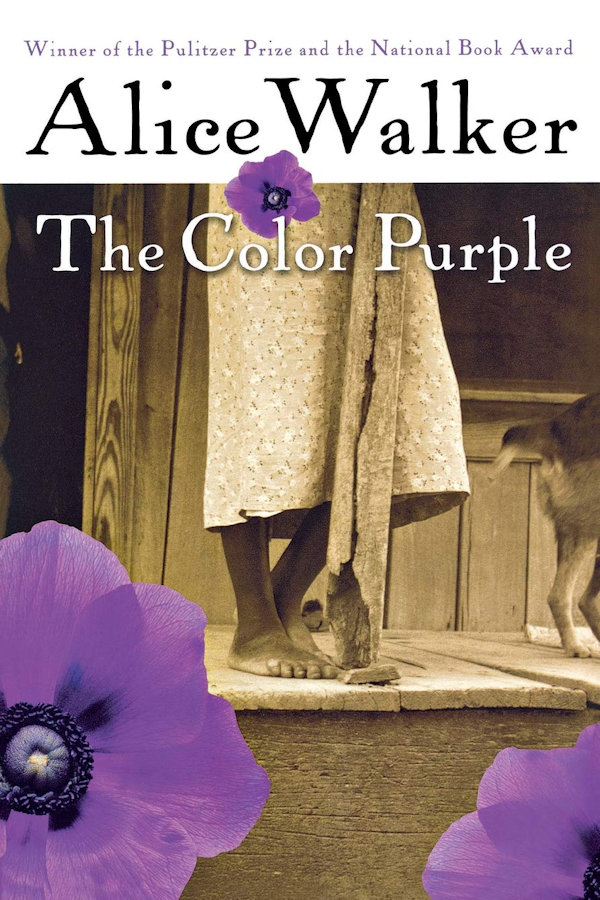 Winner of the Pulitzer Prize and the National Book Award
Alice Walker
The Color Purple